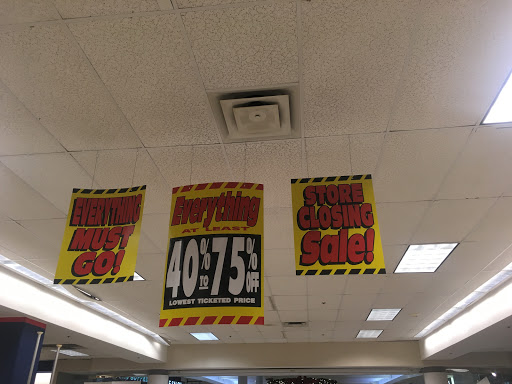 EVERYTHING
MUST
GO!
Everything
AT LEAST
40% TO 75% OFF
LOWEST TICKETED PRICE
STORE
CLOSING
Sale!